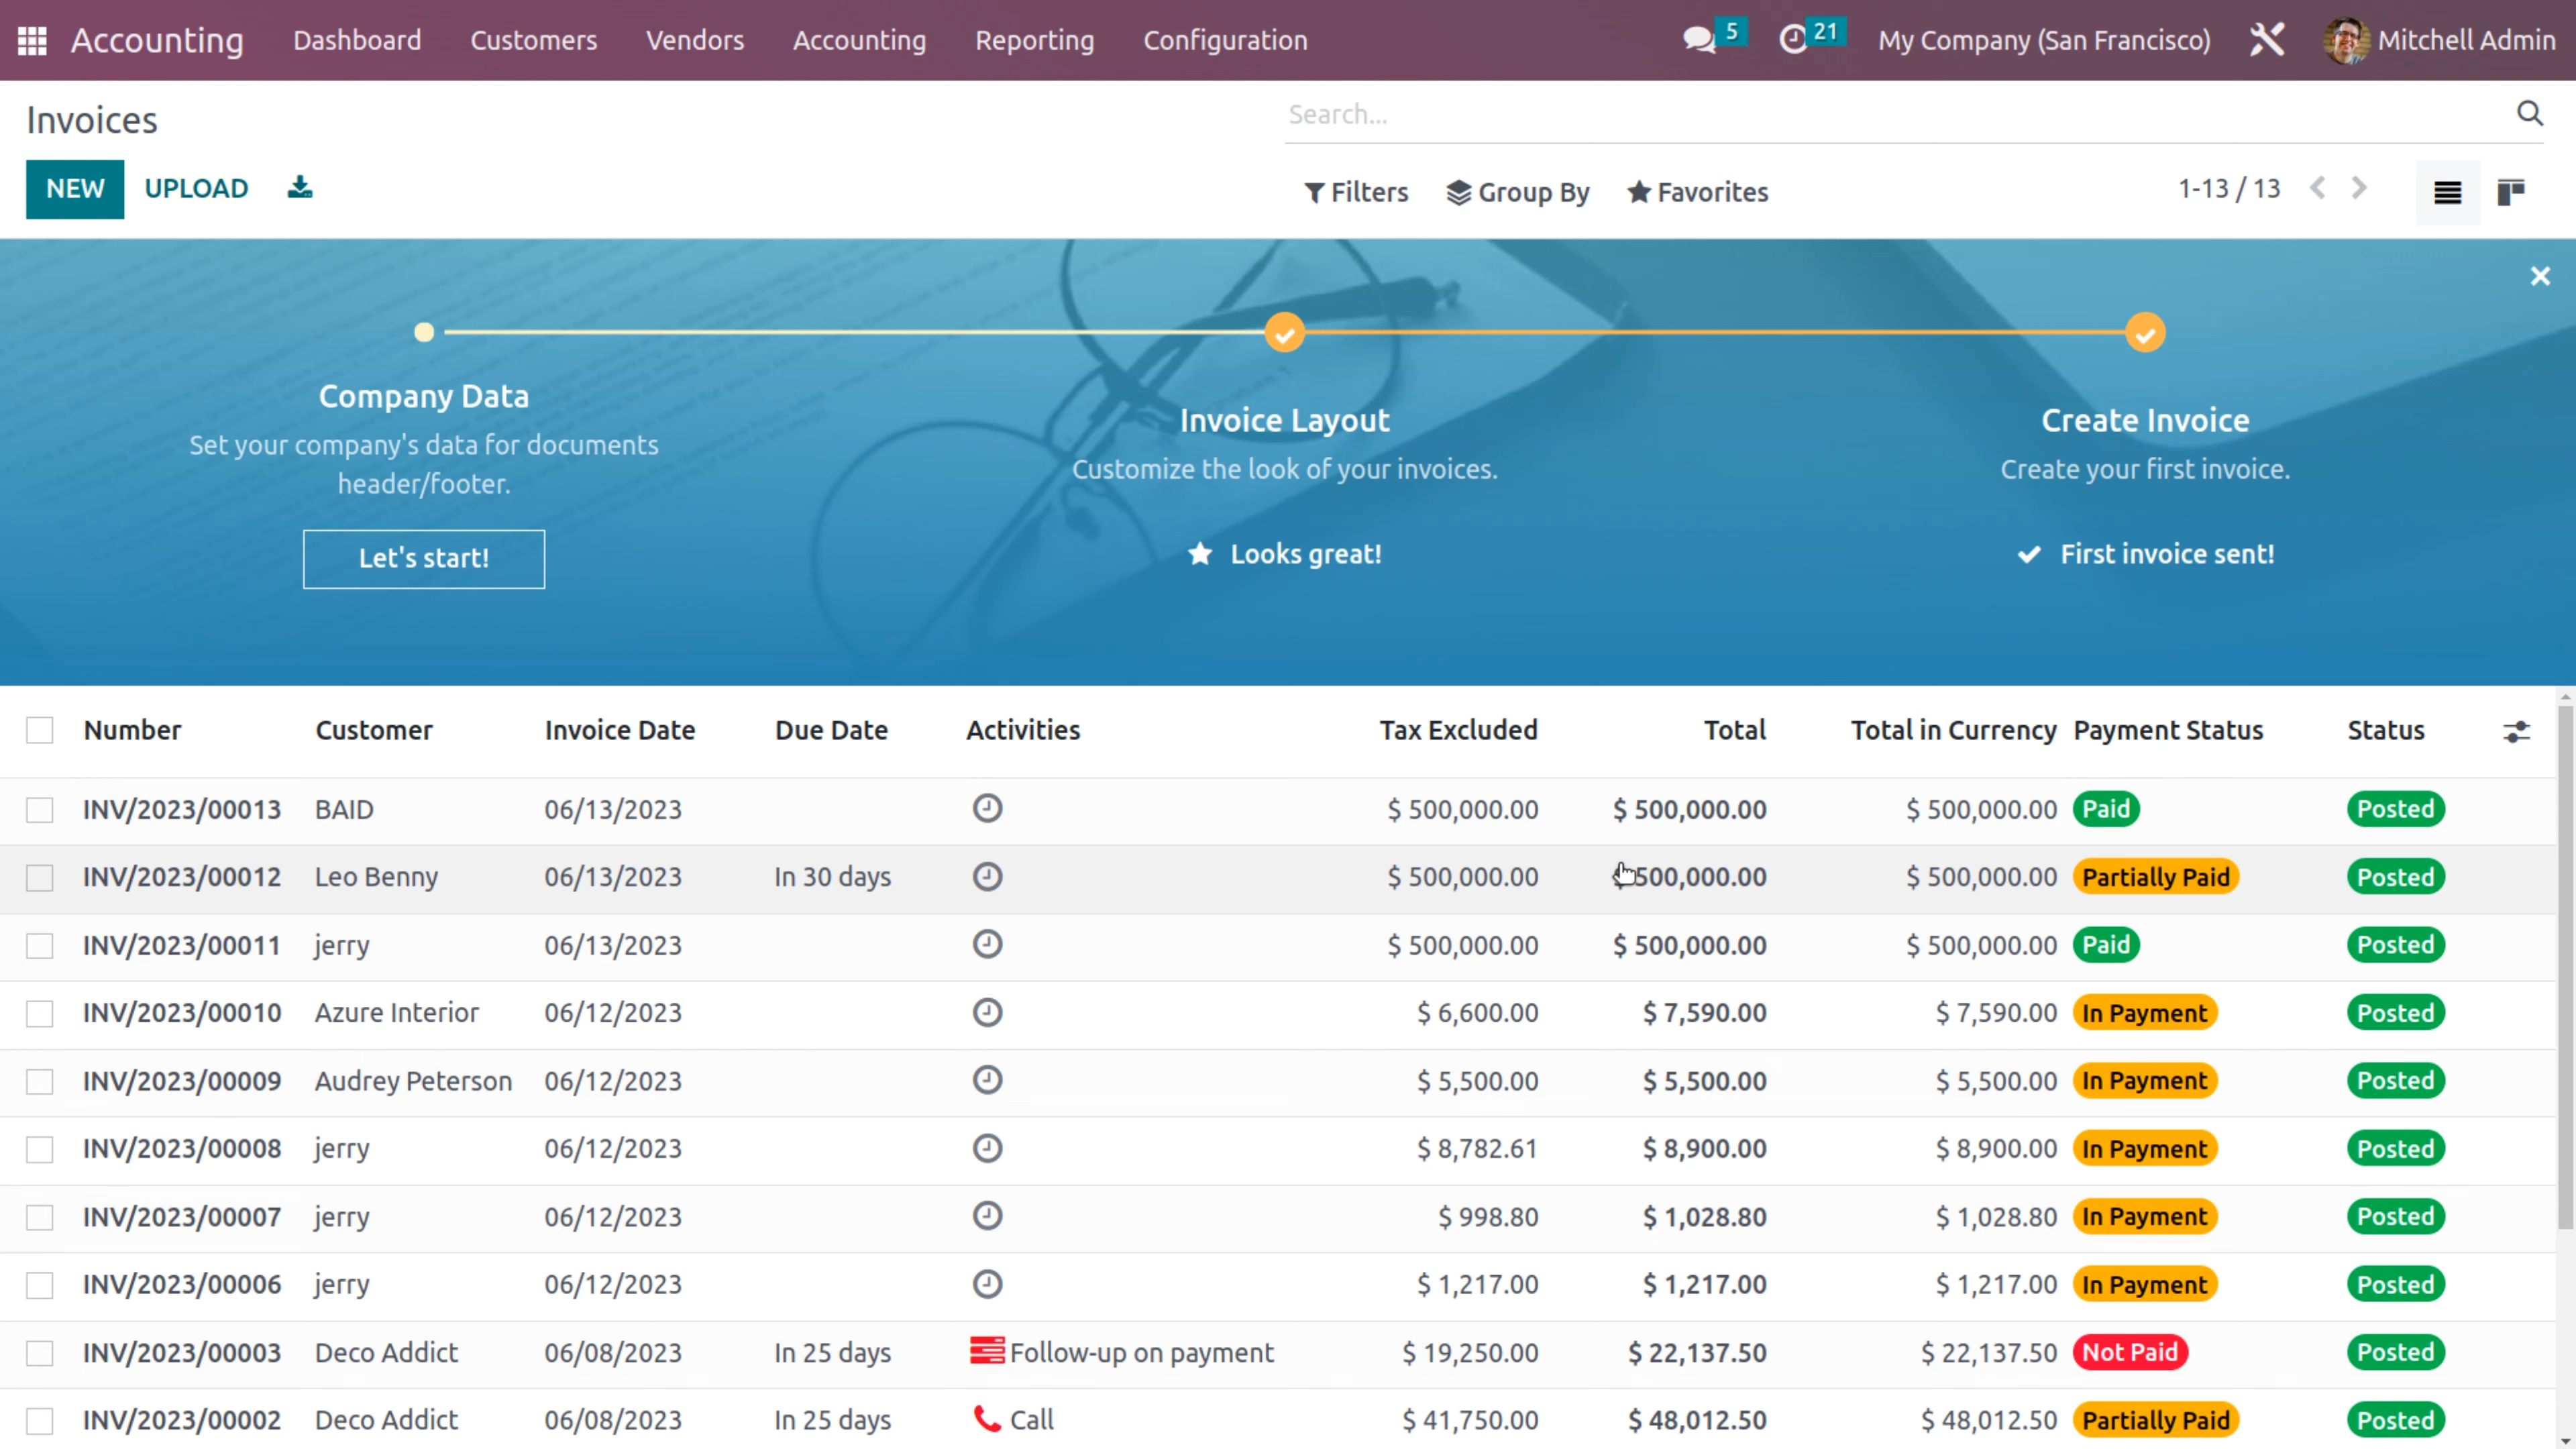 Accounting Dashboard Customers Vendors Accounting Reporting Configuration 5 21 My Company (San Francisco) Mitchell Admin
Invoices
Search...
NEW UPLOAD
Filters Group By Favorites 1-13 / 13
Company Data
Set your company's data for documents
header/footer.
Let's start!
Invoice Layout
Customize the look of your invoices.
Looks great!
Create Invoice
Create your first invoice.
First invoice sent!
Number Customer Invoice Date Due Date Activities Tax Excluded Total Total in Currency Payment Status Status
INV/2023/00013 BAID 06/13/2023 $ 500,000.00 $ 500,000.00 $ 500,000.00 Paid Posted
INV/2023/00012 Leo Benny 06/13/2023 In 30 days $ 500,000.00 $ 500,000.00 $ 500,000.00 Partially Paid Posted
INV/2023/00011 jerry 06/13/2023 $ 500,000.00 $ 500,000.00 $ 500,000.00 Paid Posted
INV/2023/00010 Azure Interior 06/12/2023 $ 6,600.00 $ 7,590.00 $ 7,590.00 In Payment Posted
INV/2023/00009 Audrey Peterson 06/12/2023 $ 5,500.00 $ 5,500.00 $ 5,500.00 In Payment Posted
INV/2023/00008 jerry 06/12/2023 $ 8,782.61 $ 8,900.00 $ 8,900.00 In Payment Posted
INV/2023/00007 jerry 06/12/2023 $ 998.80 $ 1,028.80 $ 1,028.80 In Payment Posted
INV/2023/00006 jerry 06/12/2023 $ 1,217.00 $ 1,217.00 $ 1,217.00 In Payment Posted
INV/2023/00003 Deco Addict 06/08/2023 In 25 days Follow-up on payment $ 19,250.00 $ 22,137.50 $ 22,137.50 Not Paid Posted
INV/2023/00002 Deco Addict 06/08/2023 In 25 days Call $ 41,750.00 $ 48,012.50 $ 48,012.50 Partially Paid Posted